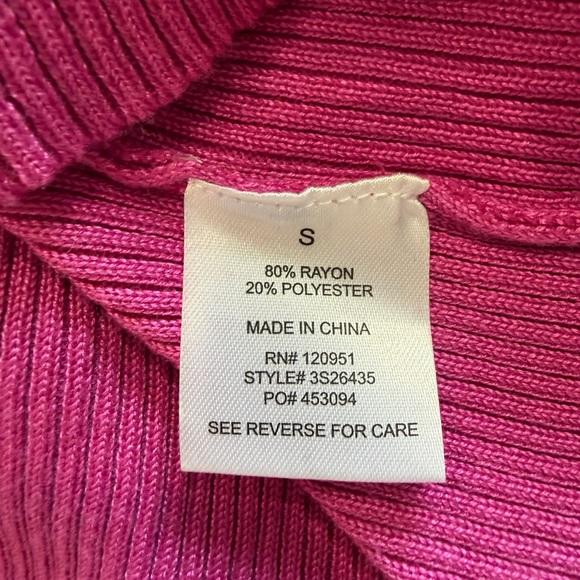 S
80% RAYON
20% POLYESTER
MADE IN CHINA
RN# 120951
STYLE# 3S26435
PO# 453094
SEE REVERSE FOR CARE